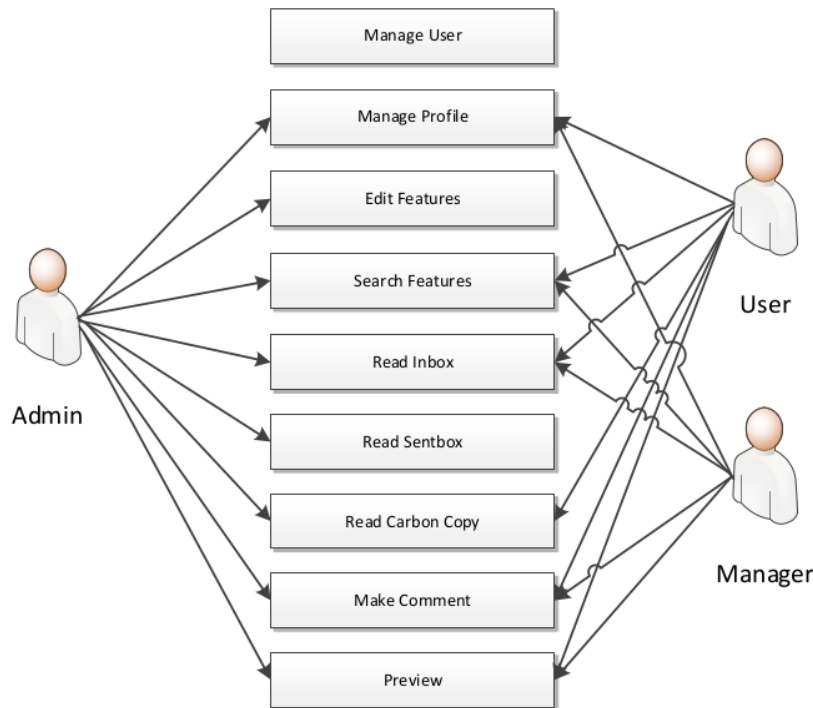 Manage User
Manage Profile
Edit Features
Search Features
Read Inbox
Read Sentbox
Read Carbon Copy
Make Comment
Preview
Admin
User
Manager